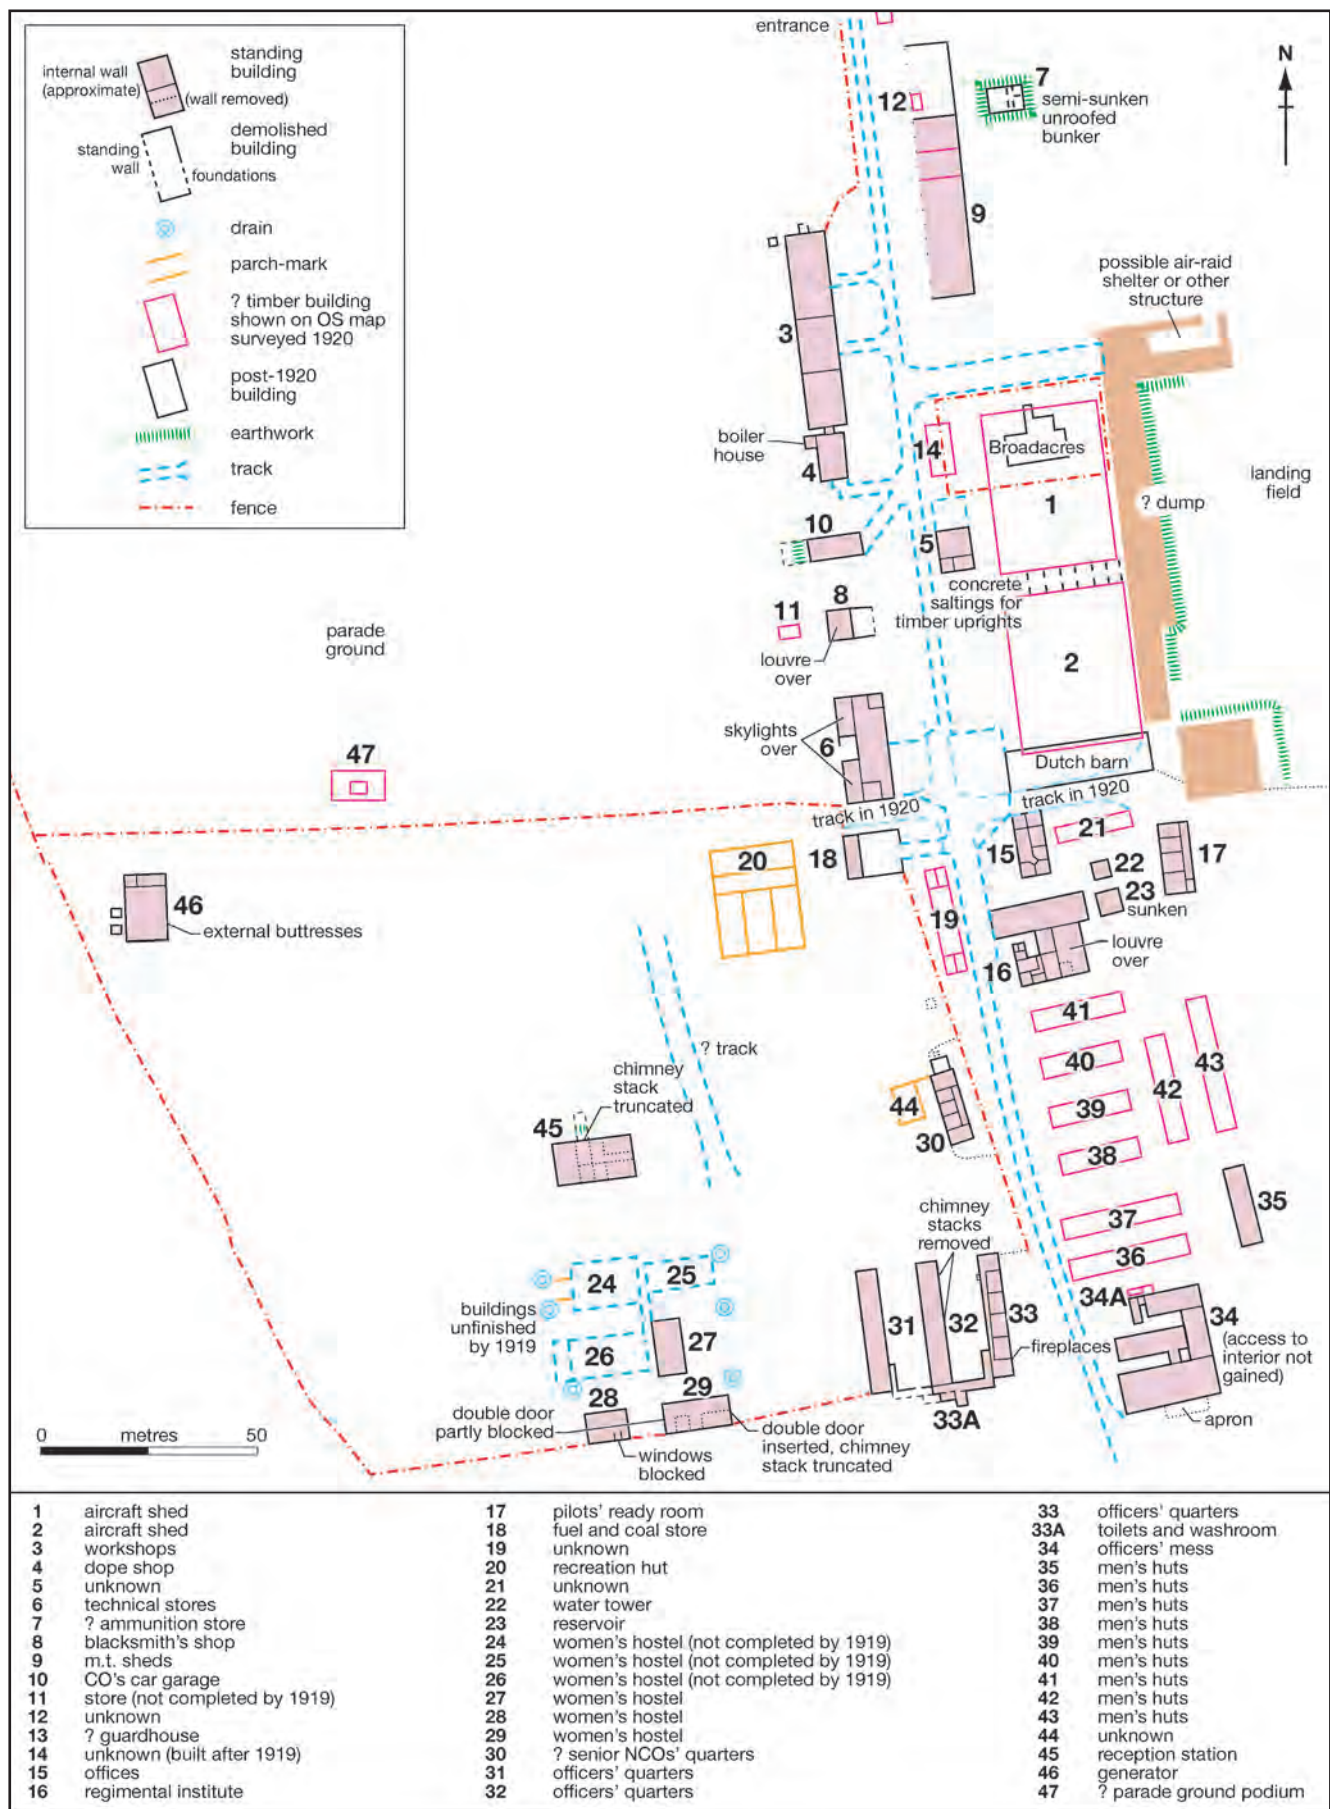 internal wall
(approximate)
standing
building
(wall removed)
standing
wall
demolished
building
foundations
drain
parch-mark
? timber building
shown on OS map
surveyed 1920
post-1920
building
earthwork
track
fence
entrance
N
7
semi-sunken
unroofed
bunker
12
9
possible air-raid
shelter or other
structure
3
boiler
house
4
14
Broadacres
1
? dump
landing
field
10
5
concrete
saltings for
timber uprights
8
11
louvre
over
2
parade
ground
skylights
over
6
47
Dutch barn
track in 1920
track in 1920
21
20
18
15
22
17
23
sunken
46
external buttresses
19
16
louvre
over
41
40
39
38
42
43
? track
chimney
stack
truncated
45
44
30
35
37
36
chimney
stacks
removed
34A
34
(access to
interior not
gained)
apron
24
25
buildings
unfinished
by 1919
26
27
31
32
33
fireplaces
33A
28
29
double door
partly blocked
windows
blocked
double door
inserted, chimney
stack truncated
0 metres 50
1 aircraft shed
2 aircraft shed
3 workshops
4 dope shop
5 unknown
6 technical stores
7 ? ammunition store
8 blacksmith's shop
9 m.t. sheds
10 CO's car garage
11 store (not completed by 1919)
12 unknown
13 ? guardhouse
14 unknown (built after 1919)
15 offices
16 regimental institute
17 pilots' ready room
18 fuel and coal store
19 unknown
20 recreation hut
21 unknown
22 water tower
23 reservoir
24 women's hostel (not completed by 1919)
25 women's hostel (not completed by 1919)
26 women's hostel (not completed by 1919)
27 women's hostel
28 women's hostel
29 women's hostel
30 ? senior NCOs' quarters
31 officers' quarters
32 officers' quarters
33 officers' quarters
33A toilets and washroom
34 officers' mess
35 men's huts
36 men's huts
37 men's huts
38 men's huts
39 men's huts
40 men's huts
41 men's huts
42 men's huts
43 men's huts
44 unknown
45 reception station
46 generator
47 ? parade ground podium